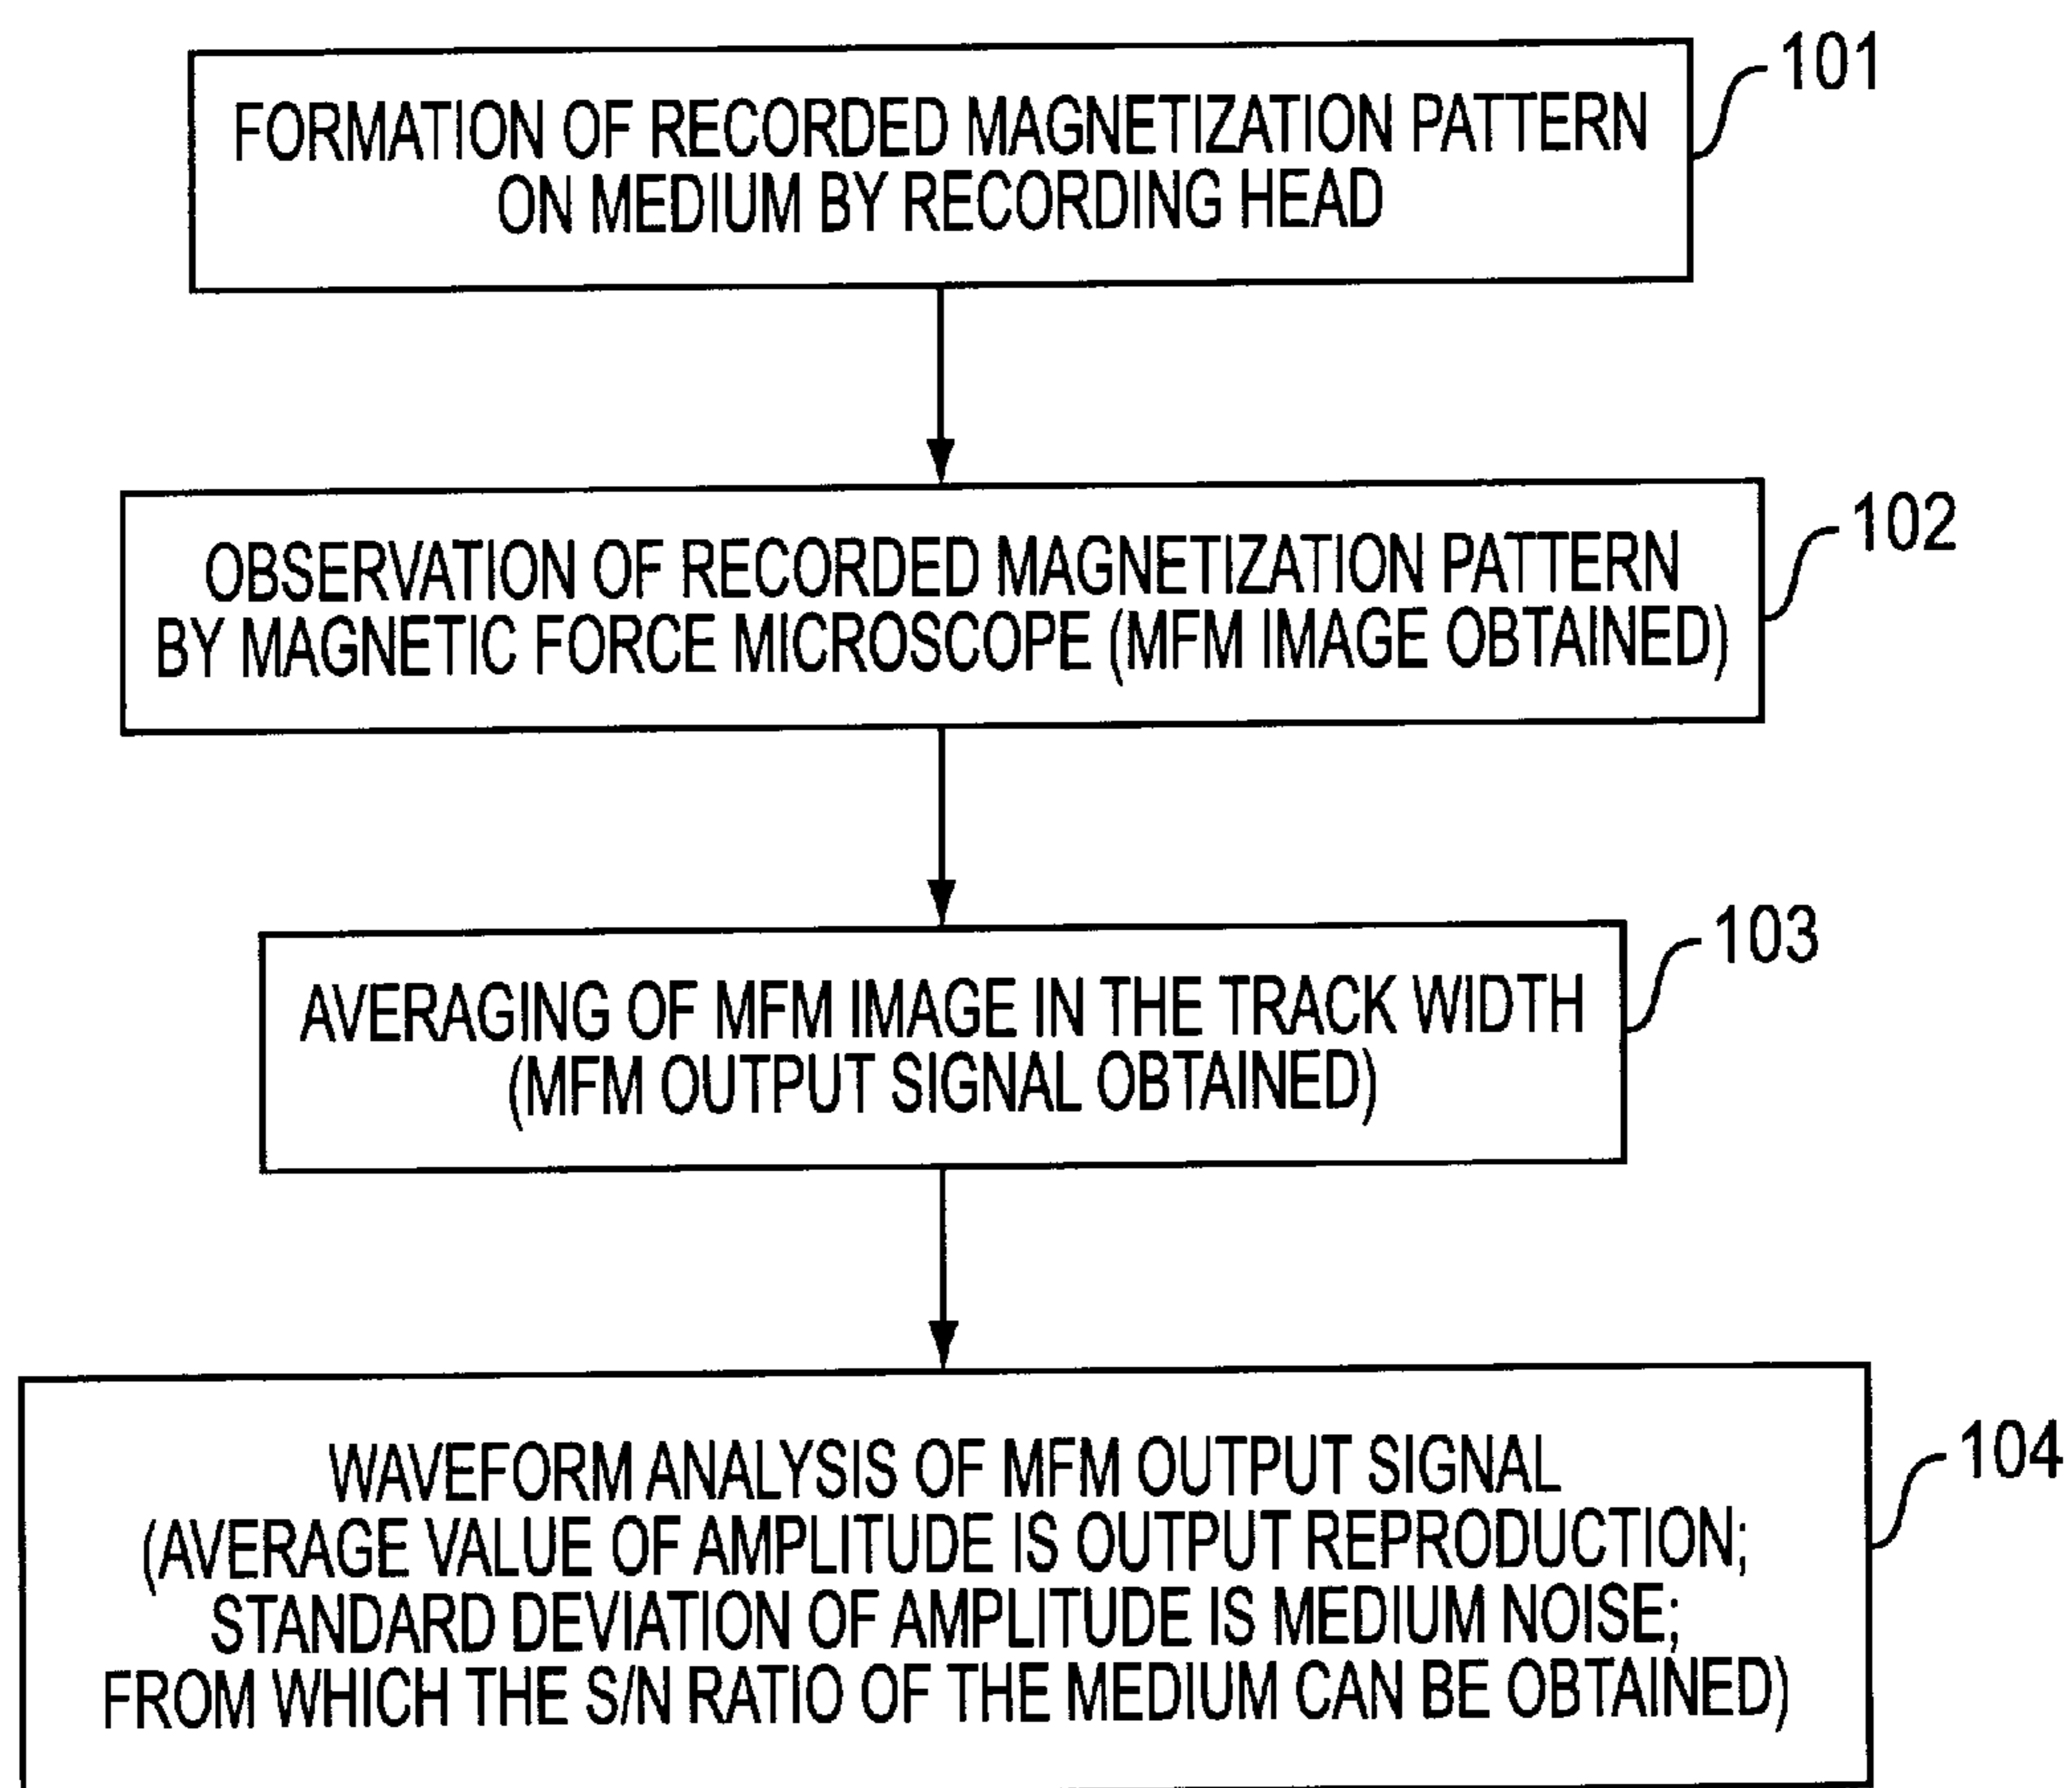 101
FORMATION OF RECORDED MAGNETIZATION PATTERN
ON MEDIUM BY RECORDING HEAD
102
OBSERVATION OF RECORDED MAGNETIZATION PATTERN
BY MAGNETIC FORCE MICROSCOPE (MFM IMAGE OBTAINED)
103
AVERAGING OF MFM IMAGE IN THE TRACK WIDTH
(MFM OUTPUT SIGNAL OBTAINED)
104
WAVEFORM ANALYSIS OF MFM OUTPUT SIGNAL
(AVERAGE VALUE OF AMPLITUDE IS OUTPUT REPRODUCTION;
STANDARD DEVIATION OF AMPLITUDE IS MEDIUM NOISE;
FROM WHICH THE S/N RATIO OF THE MEDIUM CAN BE OBTAINED)